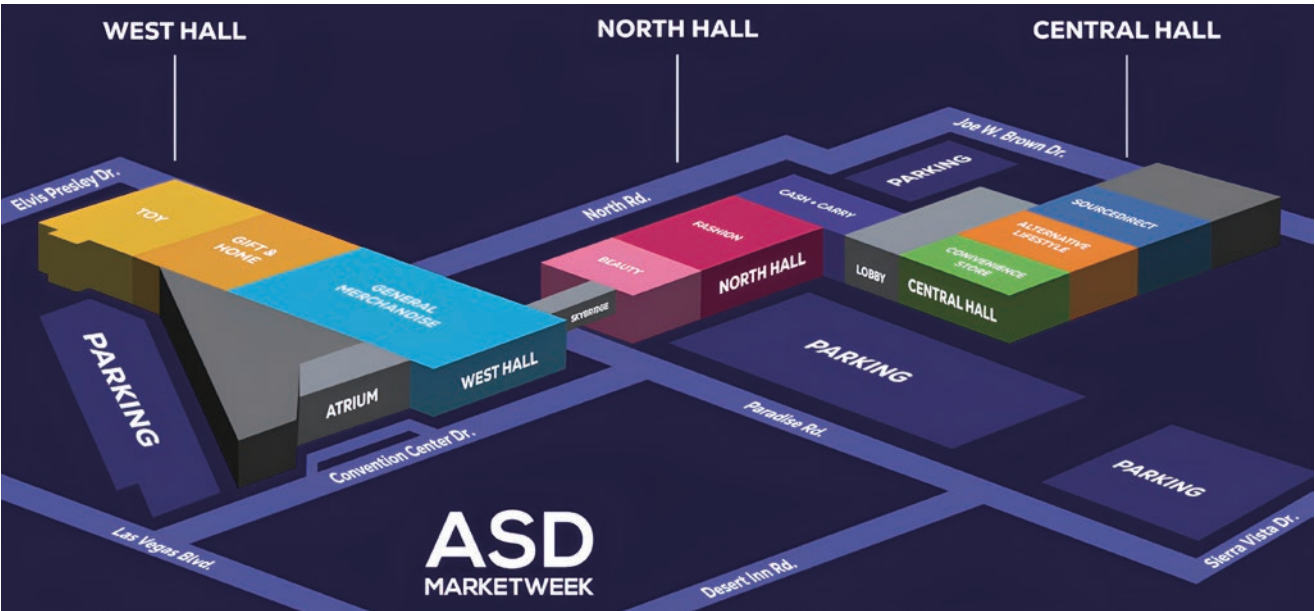 WEST HALL
NORTH HALL
CENTRAL HALL
Elvis Presley Dr.
North Rd.
Joe W. Brown Dr.
PARKING
TOY
GIFT &
HOME
GENERAL
MERCHANDISE
WEST HALL
ATRIUM
PARKING
SKYBRIDGE
BEAUTY
FASHION
CASH + CARRY
NORTH HALL
LOBBY
CONVENIENCE
STORE
ALTERNATIVE
LIFESTYLE
SOURCEDIRECT
CENTRAL HALL
PARKING
PARKING
Convention Center Dr.
Paradise Rd.
Las Vegas Blvd.
Desert Inn Rd.
Sierra Vista Dr.
ASD
MARKETWEEK